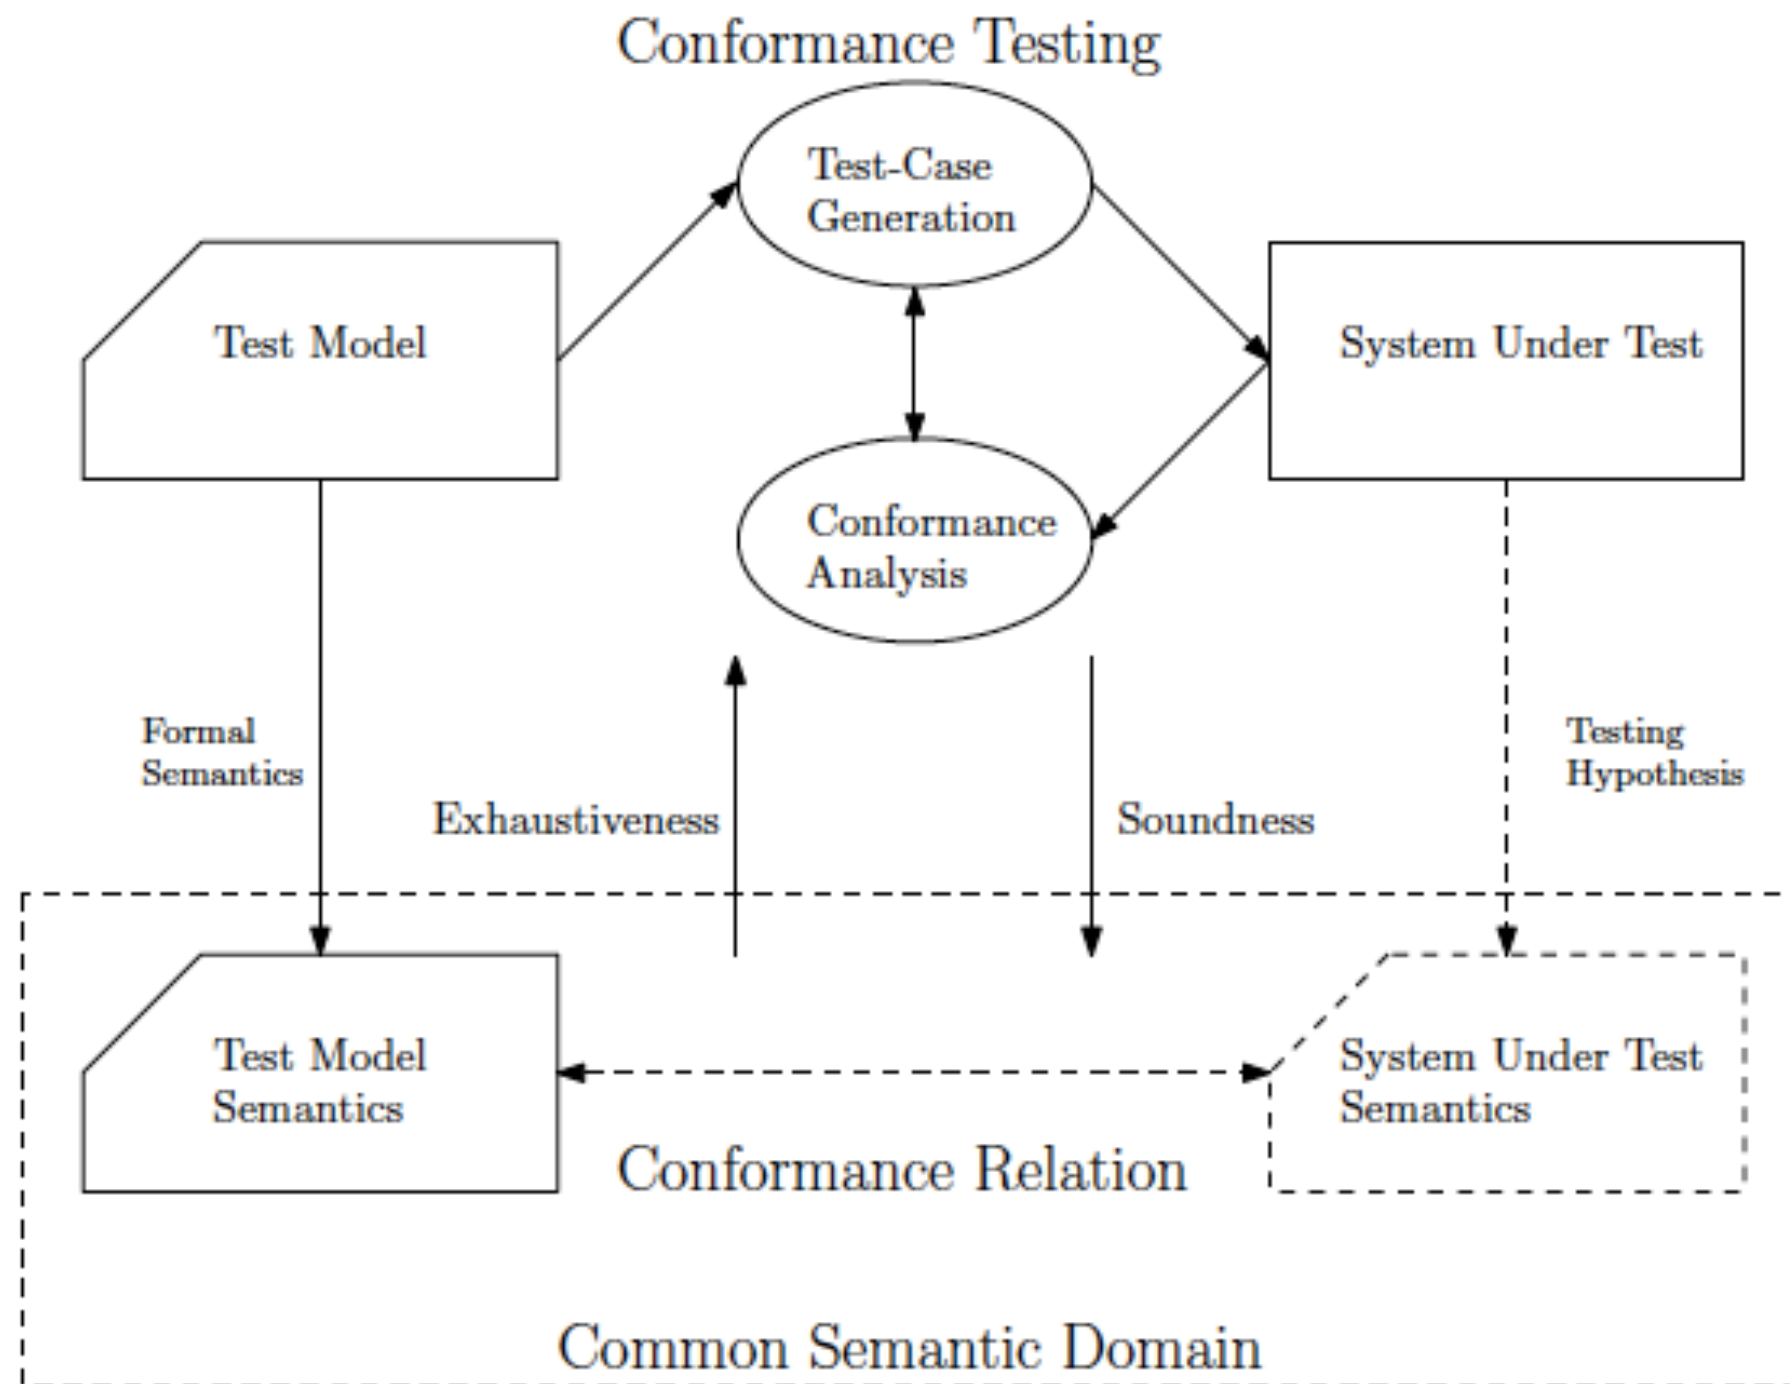 Conformance Testing
Test-Case
Generation
Test Model
System Under Test
Conformance
Analysis
Formal
Semantics
Testing
Hypothesis
Exhaustiveness
Soundness
Test Model
Semantics
System Under Test
Semantics
Conformance Relation
Common Semantic Domain